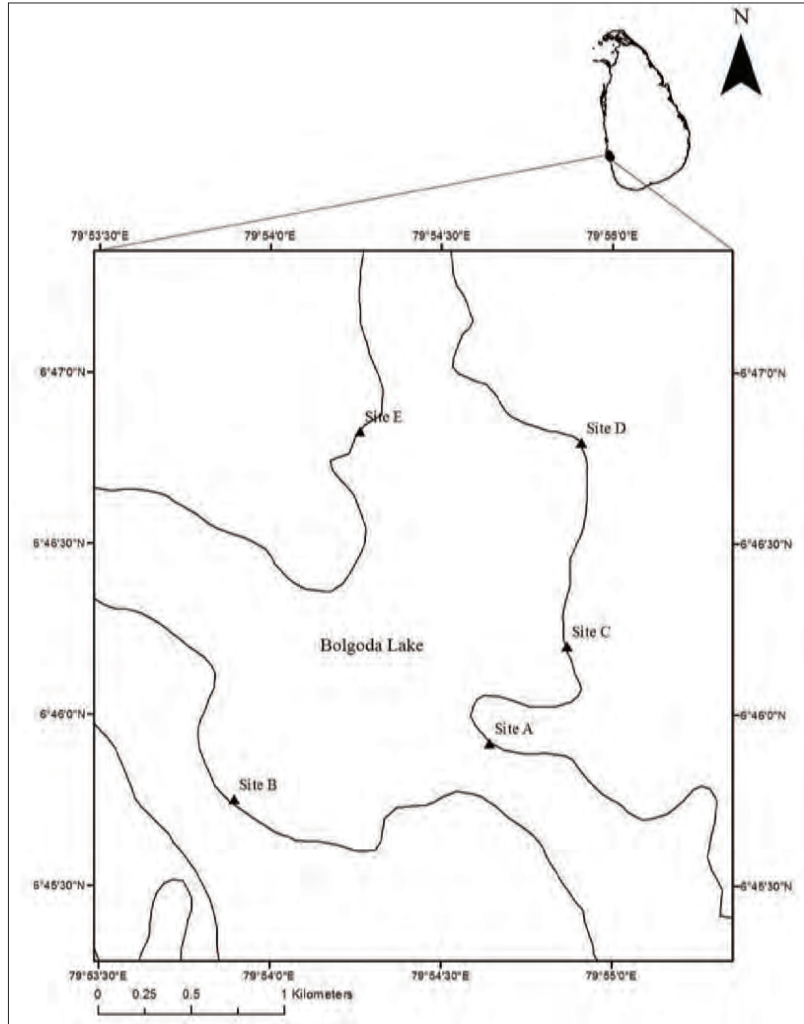 N
79°53'30"E 79°54'0"E 79°54'30"E 79°55'0"E
6°47'0"N 6°47'0"N
Site E
Site D
6°46'30"N 6°46'30"N
Site C
Bolgoda Lake
6°46'0"N 6°46'0"N
Site A
Site B
6°45'30"N 6°45'30"N
79°53'30"E 79°54'0"E 79°54'30"E 79°55'0"E
0 0.25 0.5 1 Kilometers